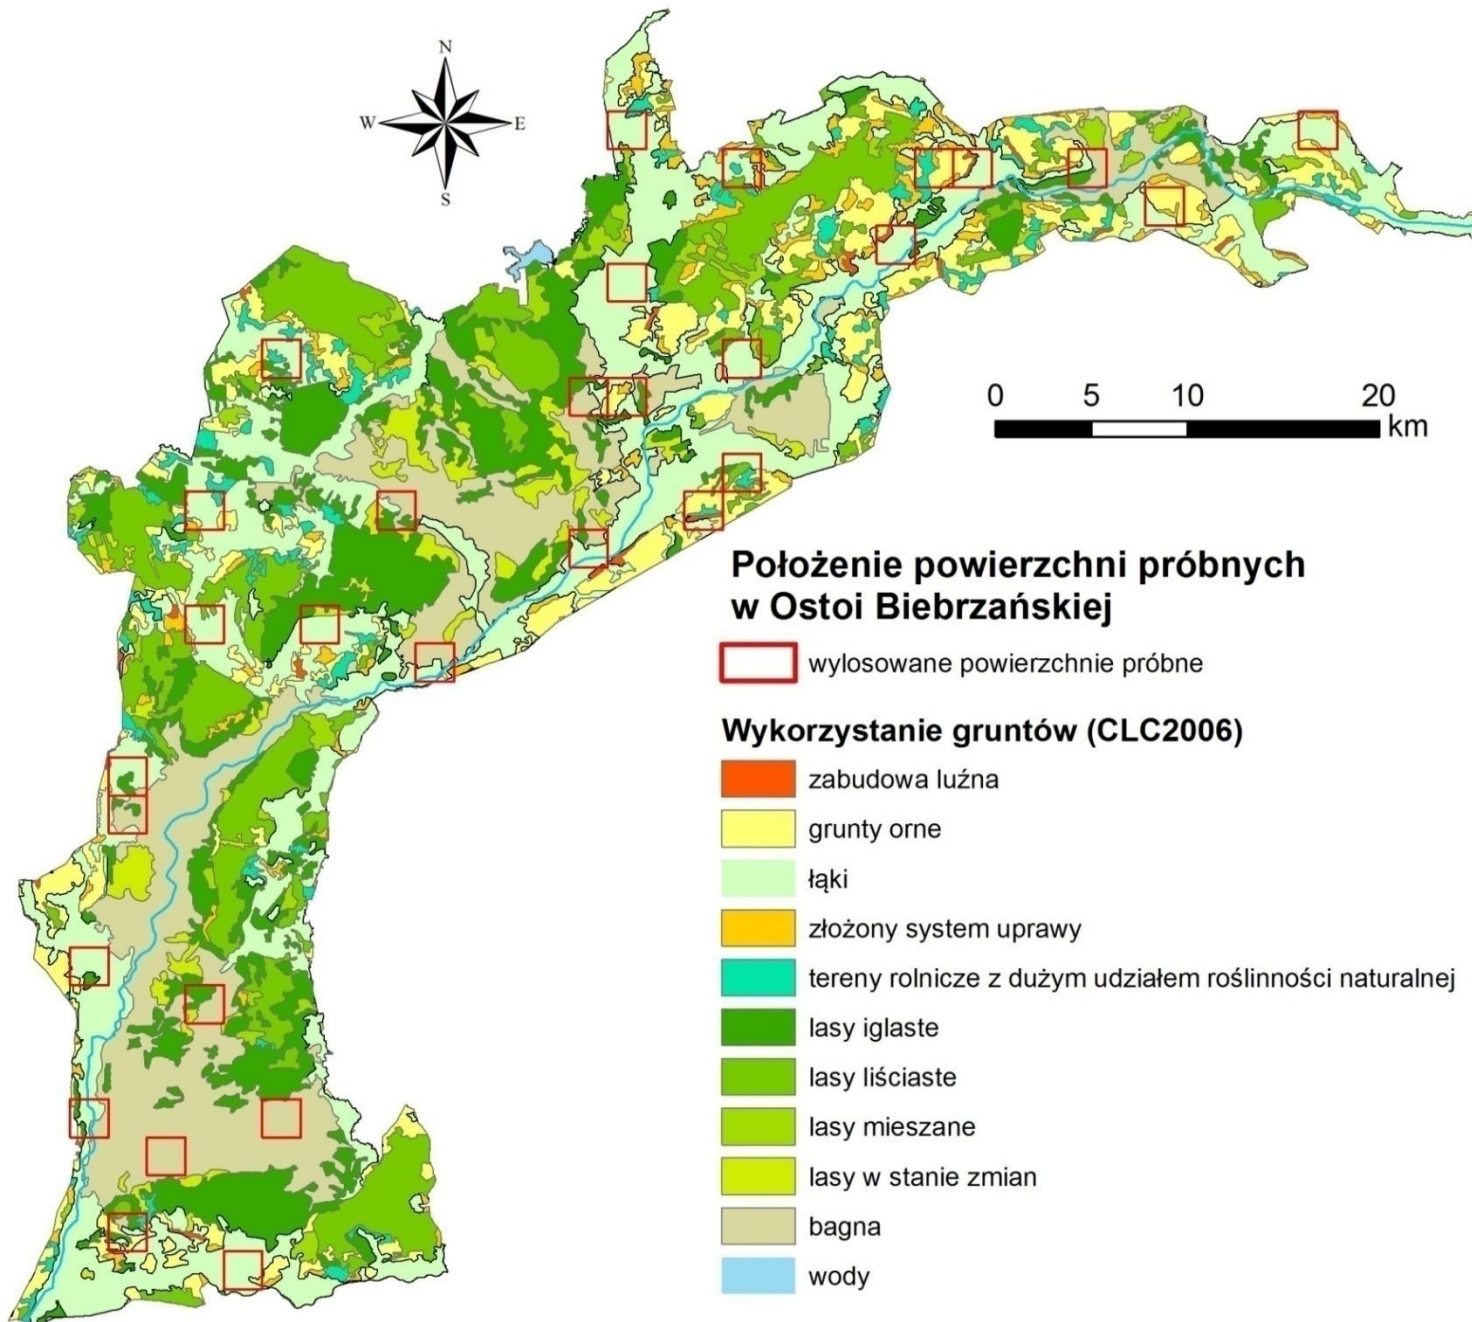 N
W E
S
0 5 10 20
km
Położenie powierzchni próbnych
w Ostoi Biebrzańskiej
wylosowane powierzchnie próbne
Wykorzystanie gruntów (CLC2006)
zabudowa luźna
grunty orne
łąki
złożony system uprawy
tereny rolnicze z dużym udziałem roślinności naturalnej
lasy iglaste
lasy liściaste
lasy mieszane
lasy w stanie zmian
bagna
wody